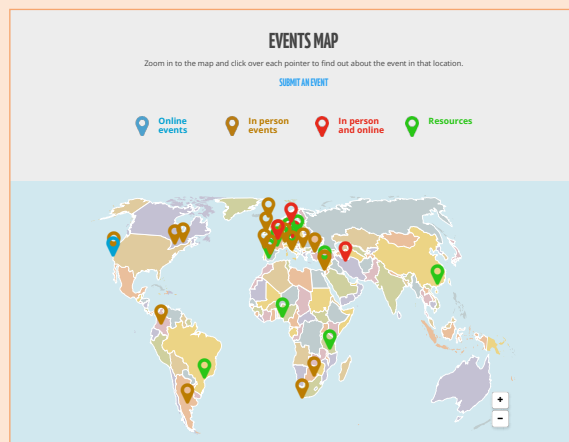 EVENTS MAP
Zoom in to the map and click over each pointer to find out about the event in that location.
SUBMIT AN EVENT
Online
events
In person
events
In person
and online
Resources
+
−